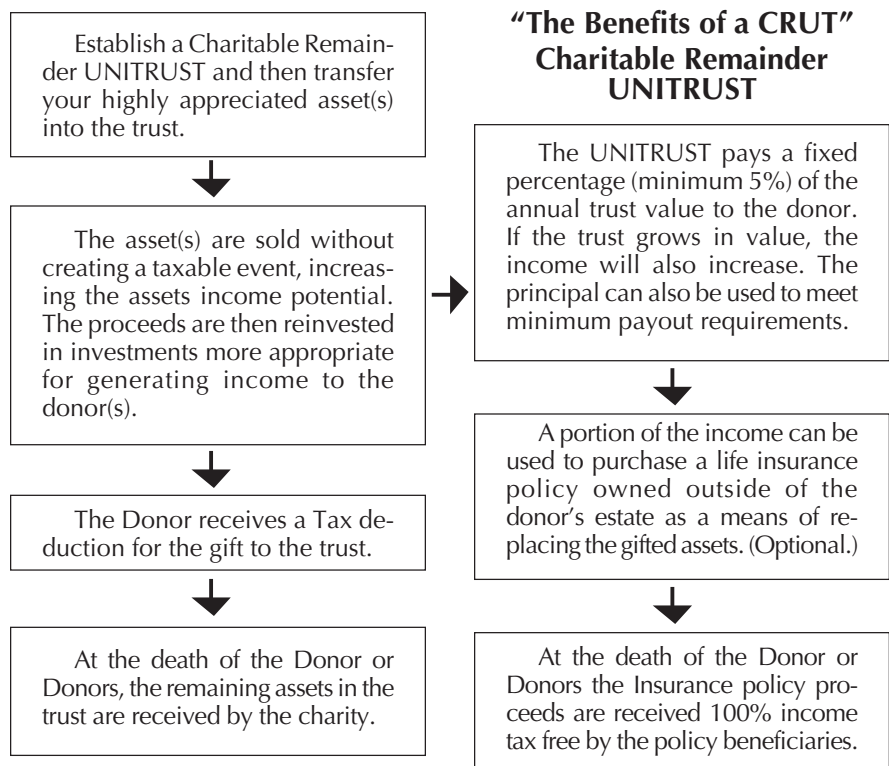 Establish a Charitable Remain-
der UNITRUST and then transfer
your highly appreciated asset(s)
into the trust.
The asset(s) are sold without
creating a taxable event, increas-
ing the assets income potential.
The proceeds are then reinvested
in investments more appropriate
for generating income to the
donor(s).
The Donor receives a Tax de-
duction for the gift to the trust.
At the death of the Donor or
Donors, the remaining assets in the
trust are received by the charity.
“The Benefits of a CRUT”
Charitable Remainder
UNITRUST
The UNITRUST pays a fixed
percentage (minimum 5%) of the
annual trust value to the donor.
If the trust grows in value, the
income will also increase. The
principal can also be used to meet
minimum payout requirements.
A portion of the income can be
used to purchase a life insurance
policy owned outside of the
donor’s estate as a means of re-
placing the gifted assets. (Optional.)
At the death of the Donor or
Donors the Insurance policy pro-
ceeds are received 100% income
tax free by the policy beneficiaries.